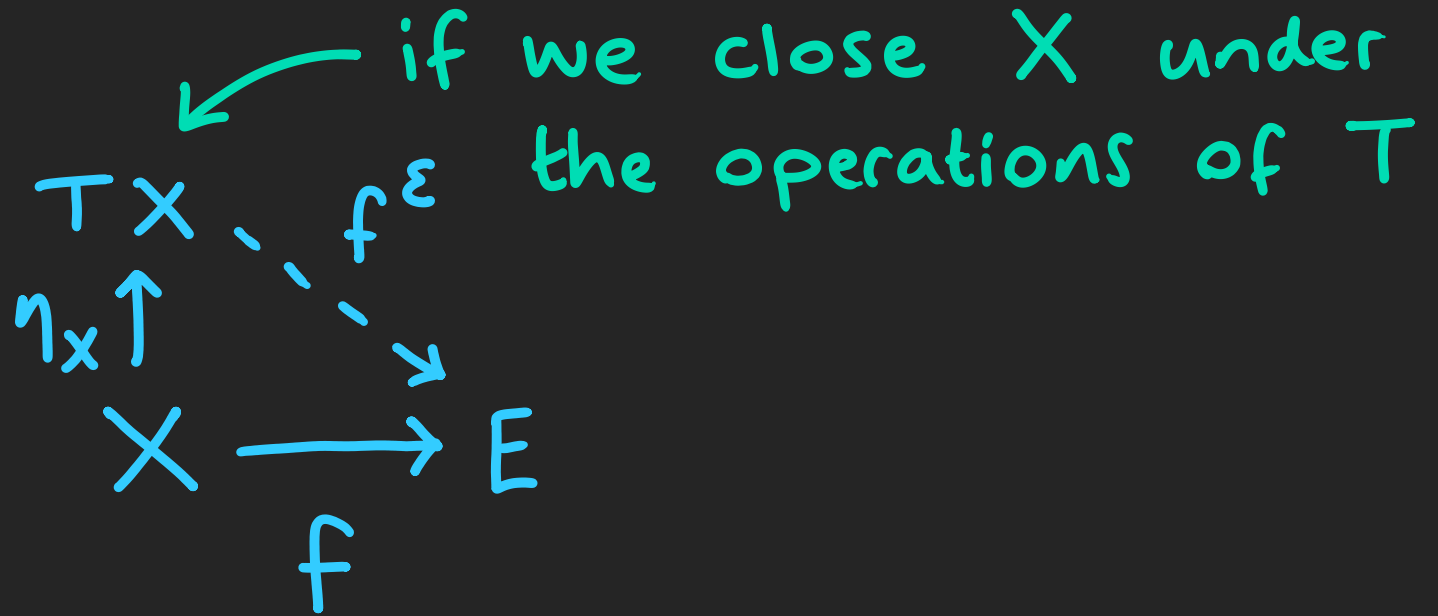 if we close X under
the operations of T
TX
f^ε
η_X
X
E
f